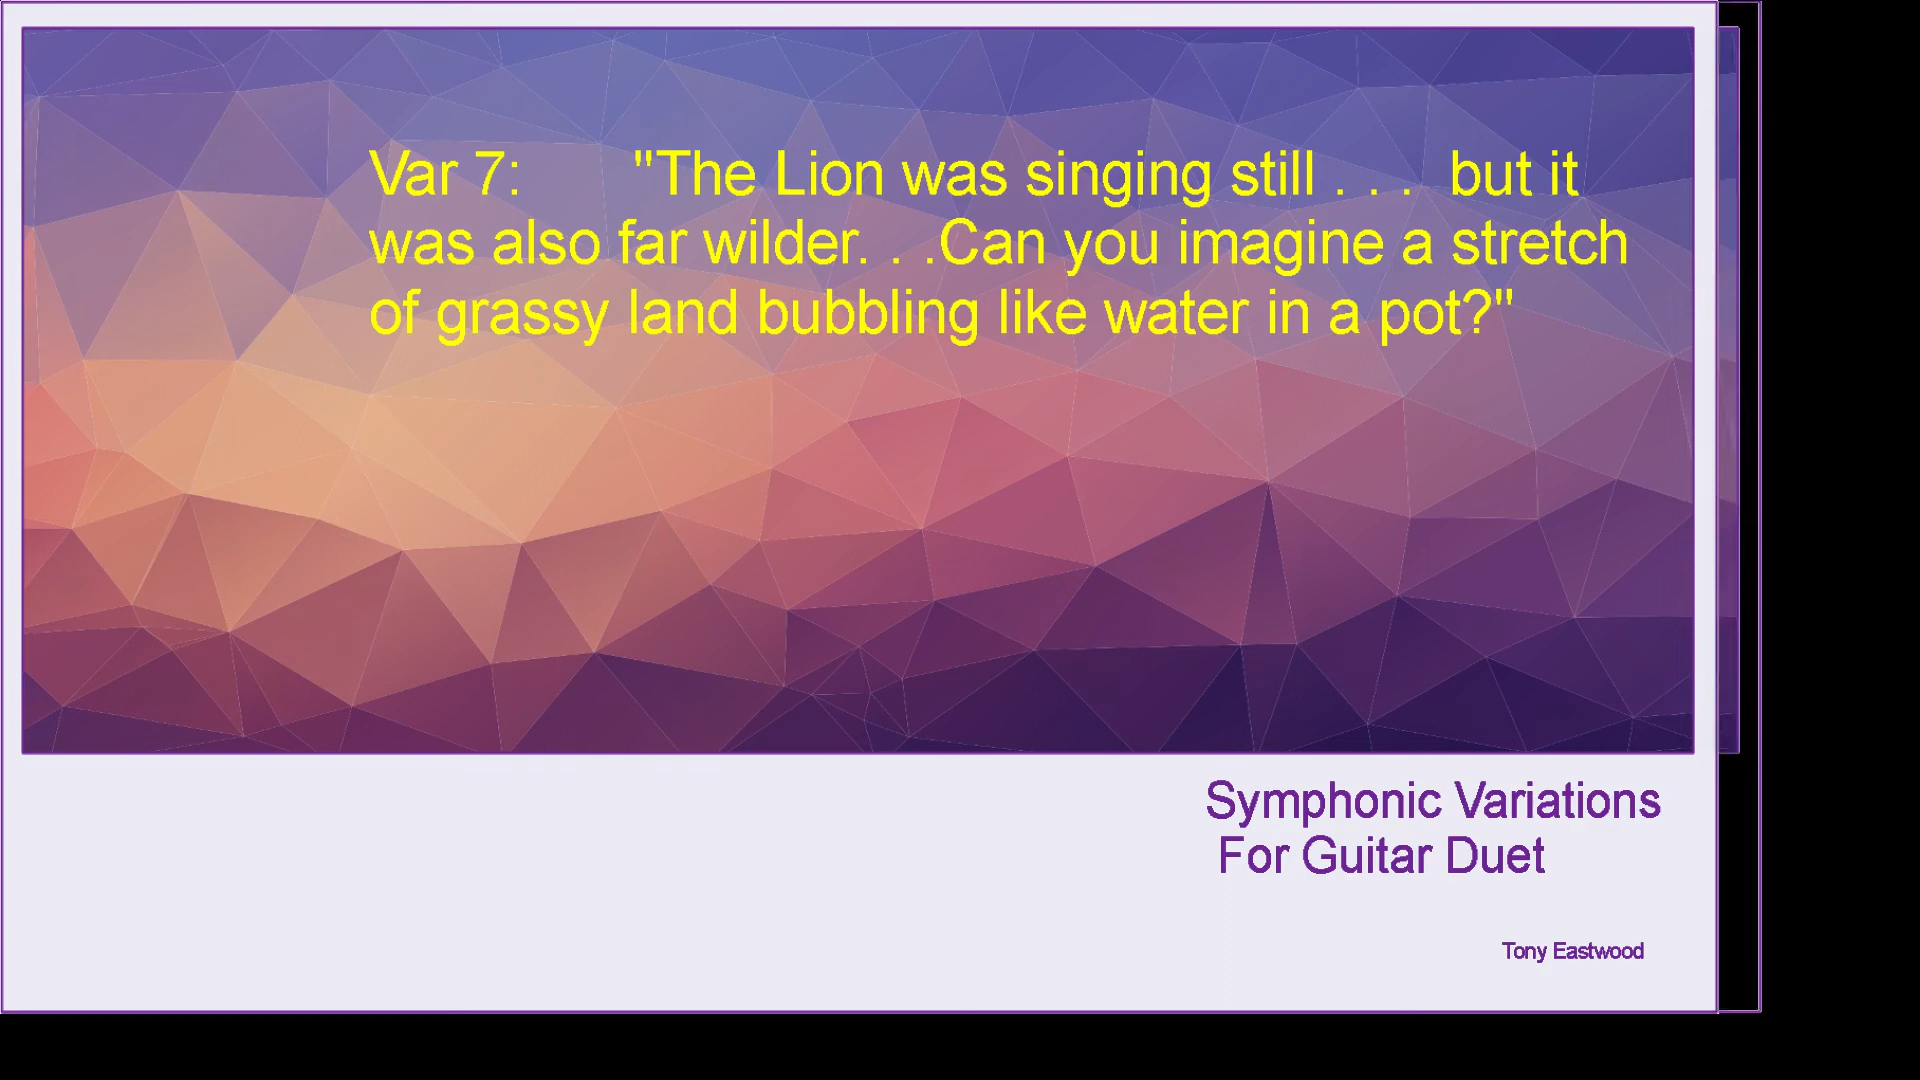 Var 7: "The Lion was singing still . . . but it
was also far wilder. . .Can you imagine a stretch
of grassy land bubbling like water in a pot?"
Symphonic Variations
For Guitar Duet
Tony Eastwood